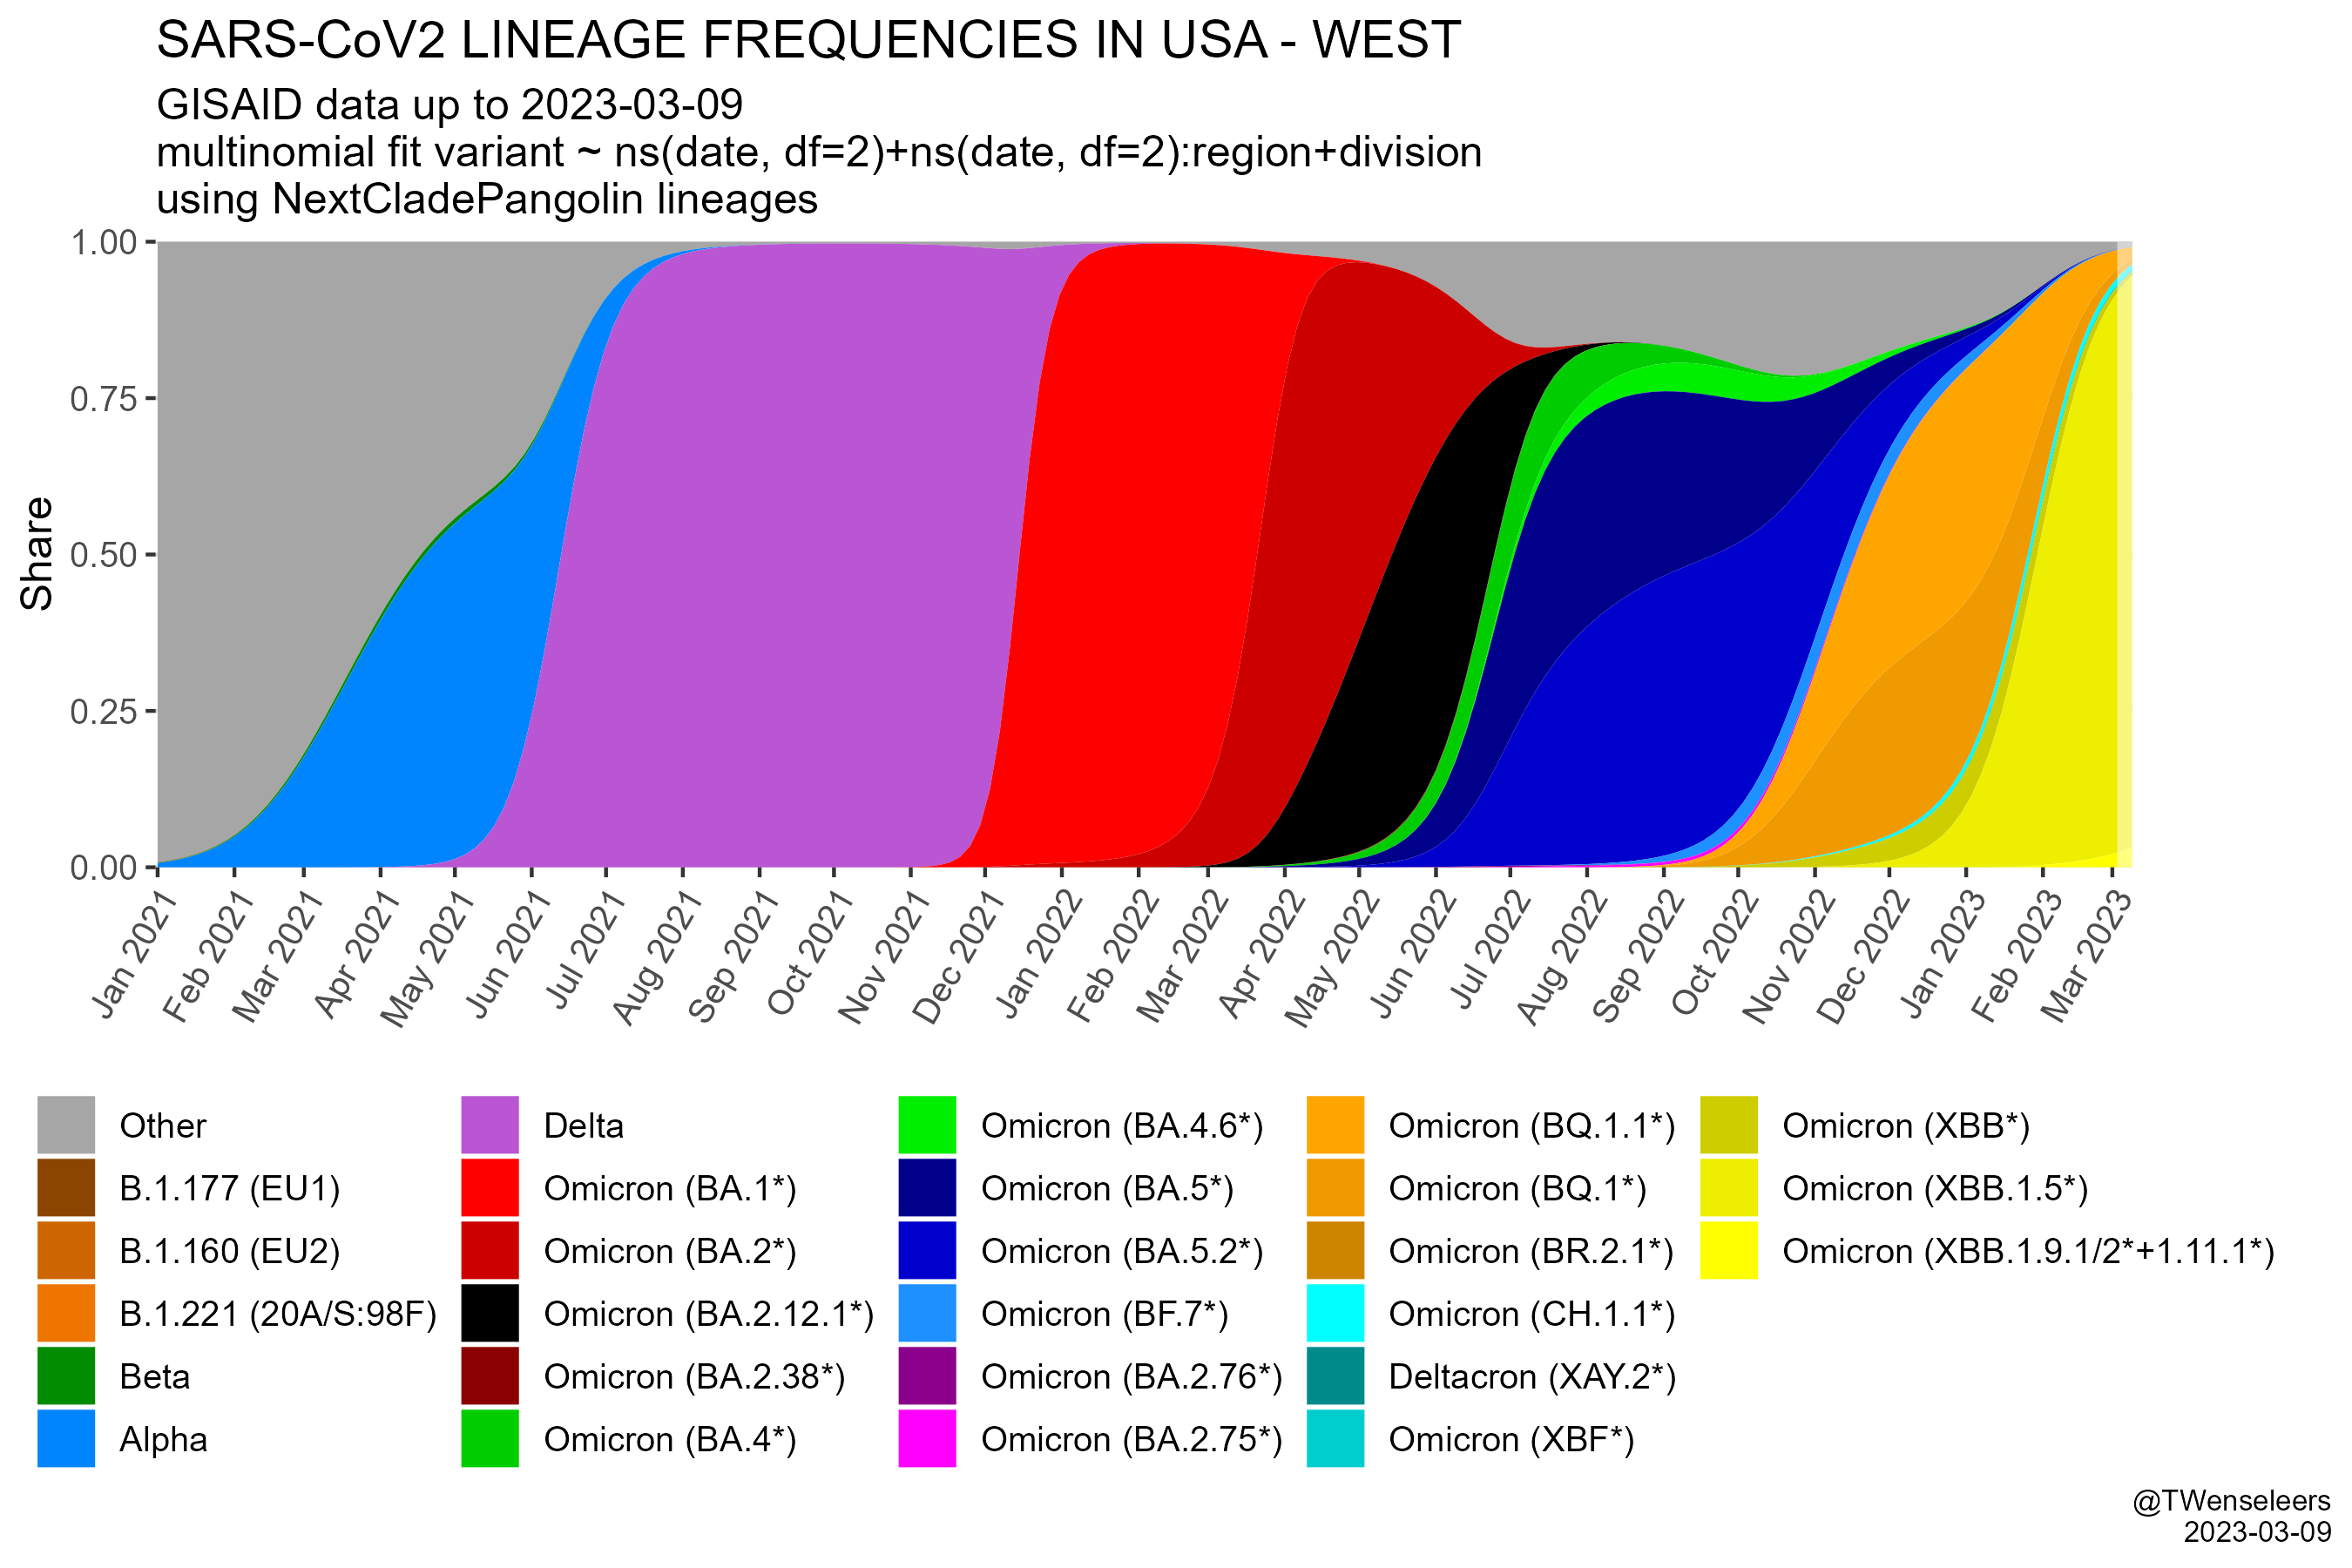 SARS-CoV2 LINEAGE FREQUENCIES IN USA - WEST
GISAID data up to 2023-03-09
multinomial fit variant ~ ns(date, df=2)+ns(date, df=2):region+division
using NextCladePangolin lineages
Share
1.00
0.75
0.50
0.25
0.00
Jan 2021
Feb 2021
Mar 2021
Apr 2021
May 2021
Jun 2021
Jul 2021
Aug 2021
Sep 2021
Oct 2021
Nov 2021
Dec 2021
Jan 2022
Feb 2022
Mar 2022
Apr 2022
May 2022
Jun 2022
Jul 2022
Aug 2022
Sep 2022
Oct 2022
Nov 2022
Dec 2022
Jan 2023
Feb 2023
Mar 2023
Other
B.1.177 (EU1)
B.1.160 (EU2)
B.1.221 (20A/S:98F)
Beta
Alpha
Delta
Omicron (BA.1*)
Omicron (BA.2*)
Omicron (BA.2.12.1*)
Omicron (BA.2.38*)
Omicron (BA.4*)
Omicron (BA.4.6*)
Omicron (BA.5*)
Omicron (BA.5.2*)
Omicron (BF.7*)
Omicron (BA.2.76*)
Omicron (BA.2.75*)
Omicron (BQ.1.1*)
Omicron (BQ.1*)
Omicron (BR.2.1*)
Omicron (CH.1.1*)
Deltacron (XAY.2*)
Omicron (XBF*)
Omicron (XBB*)
Omicron (XBB.1.5*)
Omicron (XBB.1.9.1/2*+1.11.1*)
@TWenseleers
2023-03-09